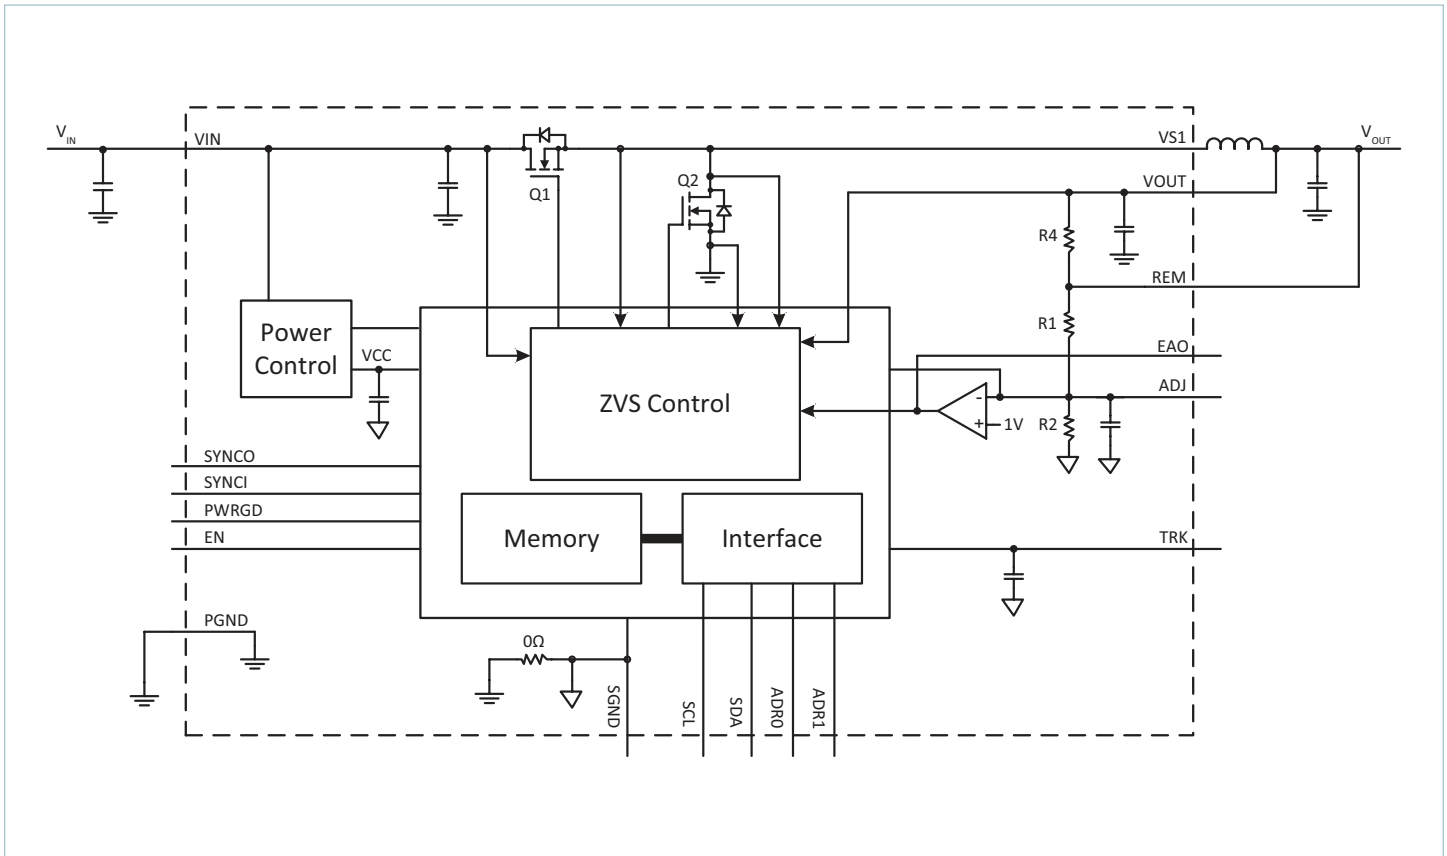 VIN
VIN
Q1
Q2
VS1
VOUT
VOUT
R4
REM
Power
Control
VCC
R1
EAO
ADJ
ZVS Control
-
+
1V
R2
SYNCO
SYNCI
PWRGD
EN
Memory
Interface
TRK
PGND
0Ω
SGND
SCL
SDA
ADR0
ADR1